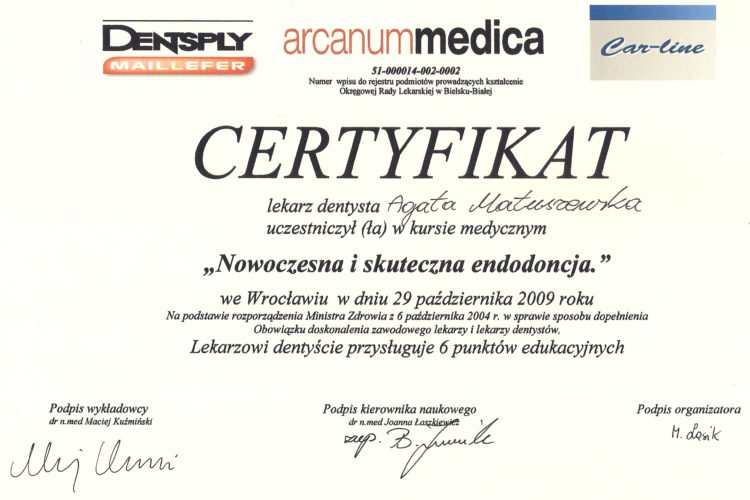 DENTSPLY
MAILLEFER
arcanummedica
Car-line
51-000014-002-0002
Numer wpisu do rejestru podmiotów prowadzących kształcenie
Okręgowej Rady Lekarskiej w Bielsku-Białej
CERTYFIKAT
lekarz dentysta Agata Matuszewska
uczestniczył (ła) w kursie medycznym
„Nowoczesna i skuteczna endodoncja.”
we Wrocławiu w dniu 29 października 2009 roku
Na podstawie rozporządzenia Ministra Zdrowia z 6 października 2004 r. w sprawie sposobu dopełnienia
Obowiązku doskonalenia zawodowego lekarzy i lekarzy dentystów,
Lekarzowi dentyście przysługuje 6 punktów edukacyjnych
Podpis wykładowcy
dr n.med Maciej Kuźmiński
Podpis kierownika naukowego
dr n.med Joanna Łaszkiewicz
Podpis organizatora
zup. B.
M. Łasik